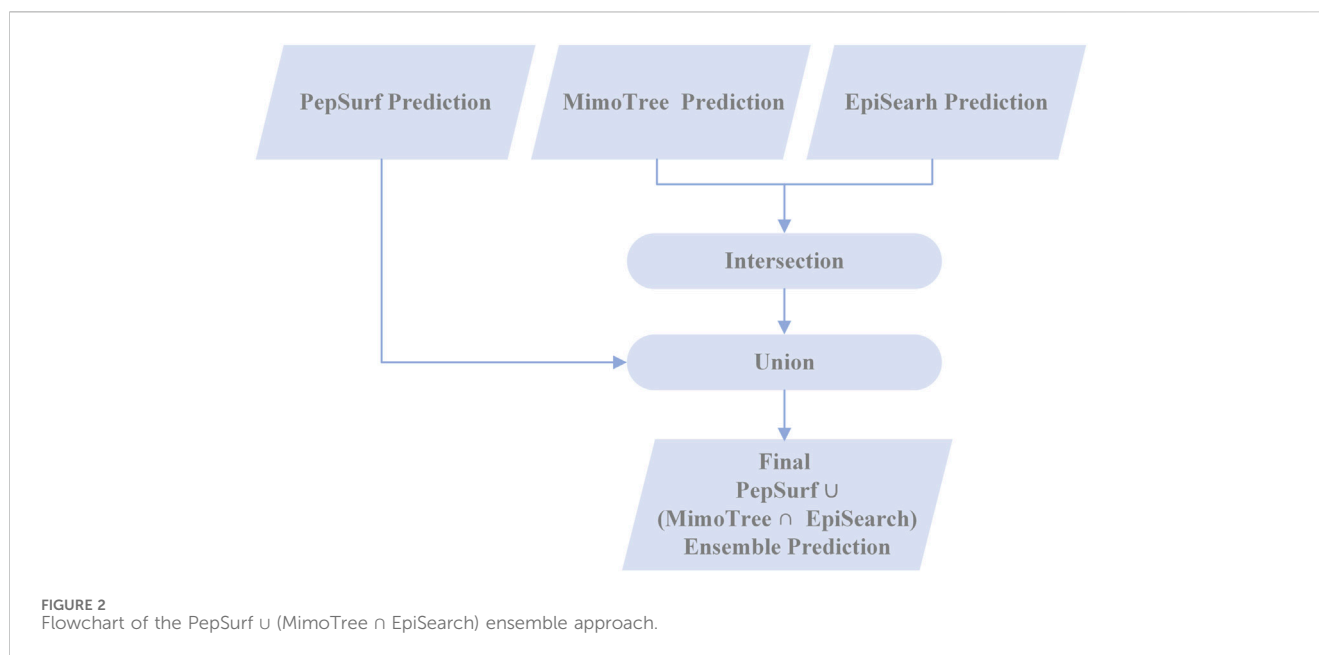 PepSurf Prediction
MimoTree Prediction
EpiSearh Prediction
Intersection
Union
Final
PepSurf ∪
(MimoTree ∩ EpiSearch)
Ensemble Prediction
FIGURE 2
Flowchart of the PepSurf ∪ (MimoTree ∩ EpiSearch) ensemble approach.